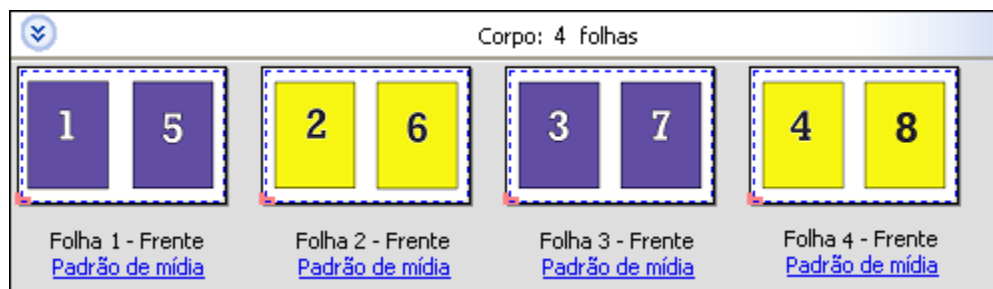 Corpo: 4 folhas
1 5 2 6 3 7 4 8
Folha 1 - Frente Folha 2 - Frente Folha 3 - Frente Folha 4 - Frente
Padrão de mídia Padrão de mídia Padrão de mídia Padrão de mídia